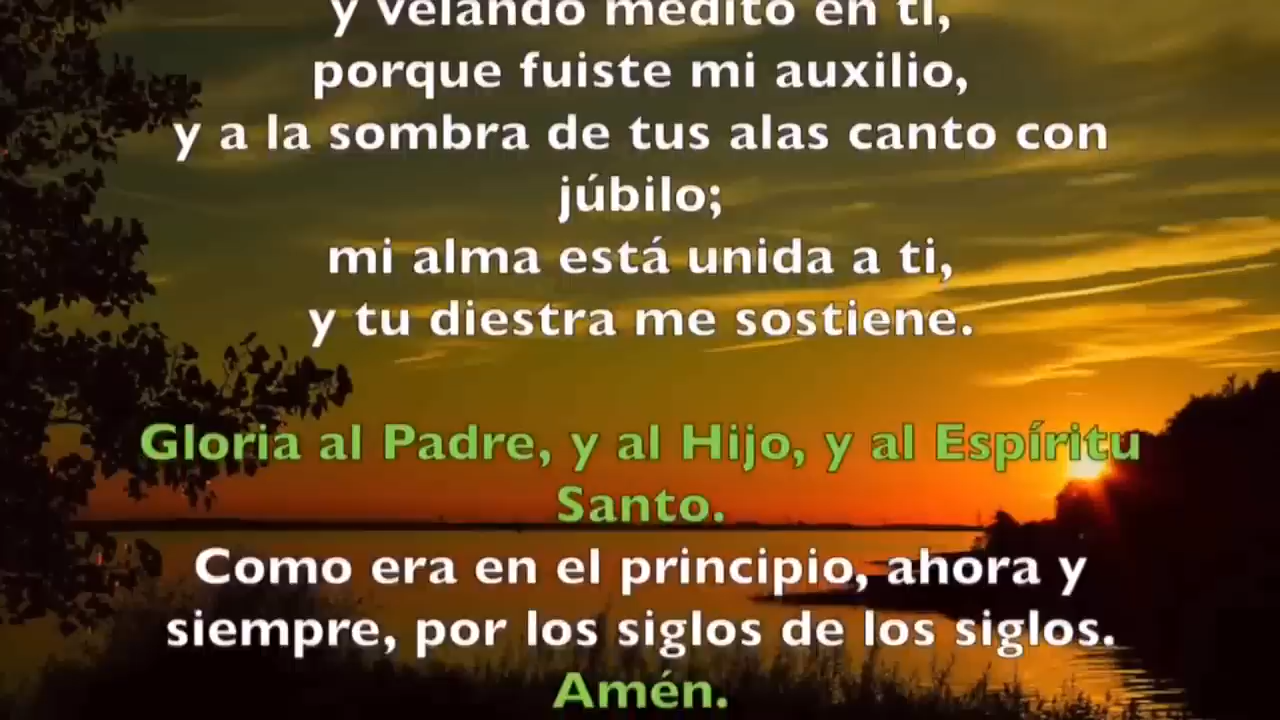 y velando medito en ti,
porque fuiste mi auxilio,
y a la sombra de tus alas canto con
júbilo;
mi alma está unida a ti,
y tu diestra me sostiene.
Gloria al Padre, y al Hijo, y al Espíritu
Santo.
Como era en el principio, ahora y
siempre, por los siglos de los siglos.
Amén.